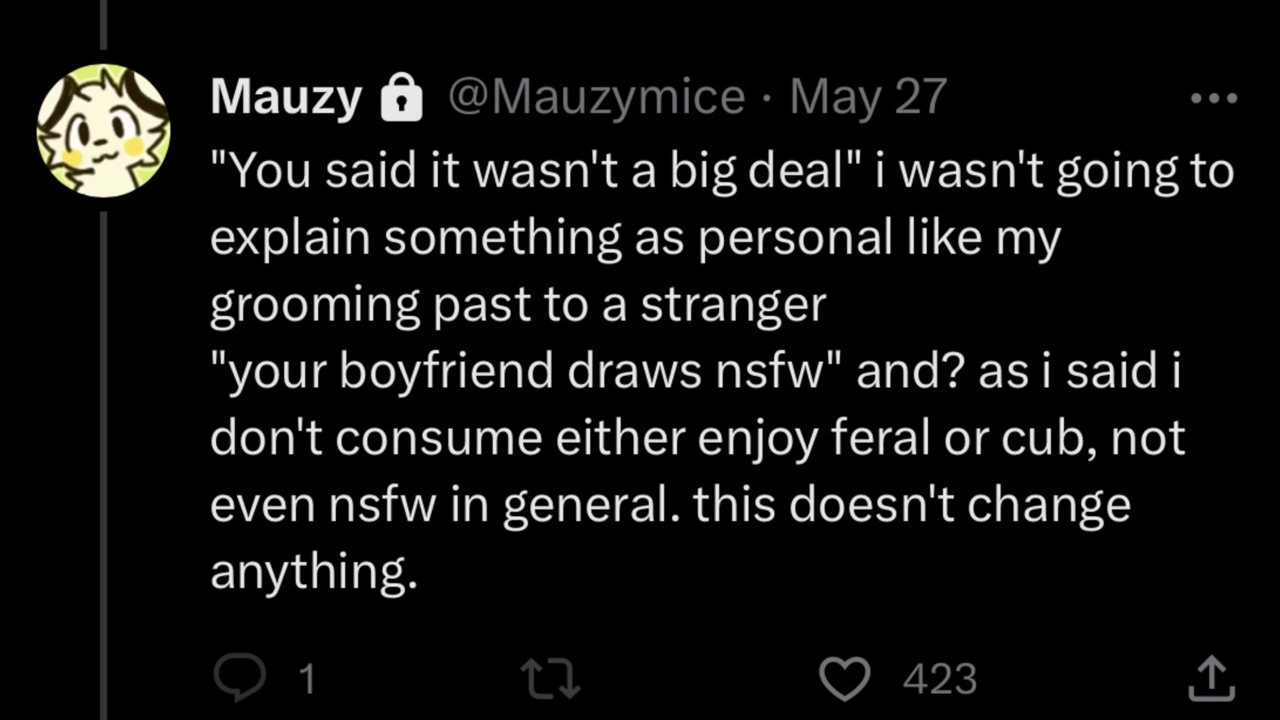 Mauzy @Mauzymice · May 27
"You said it wasn't a big deal" i wasn't going to
explain something as personal like my
grooming past to a stranger
"your boyfriend draws nsfw" and? as i said i
don't consume either enjoy feral or cub, not
even nsfw in general. this doesn't change
anything.
1 423